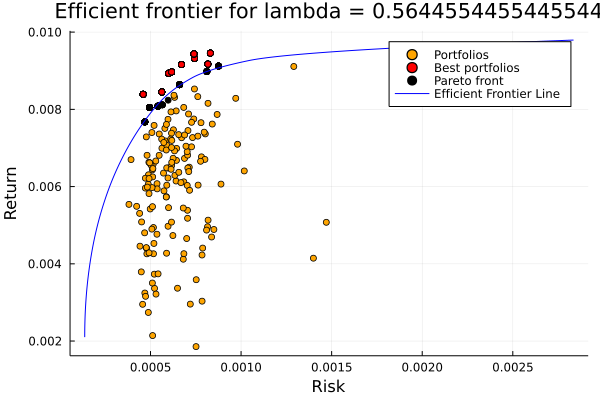 Efficient frontier for lambda = 0.5644554455445544
0.010
0.008
0.006
0.004
0.002
Return
Portfolios
Best portfolios
Pareto front
Efficient Frontier Line
0.0005
0.0010
0.0015
0.0020
0.0025
Risk